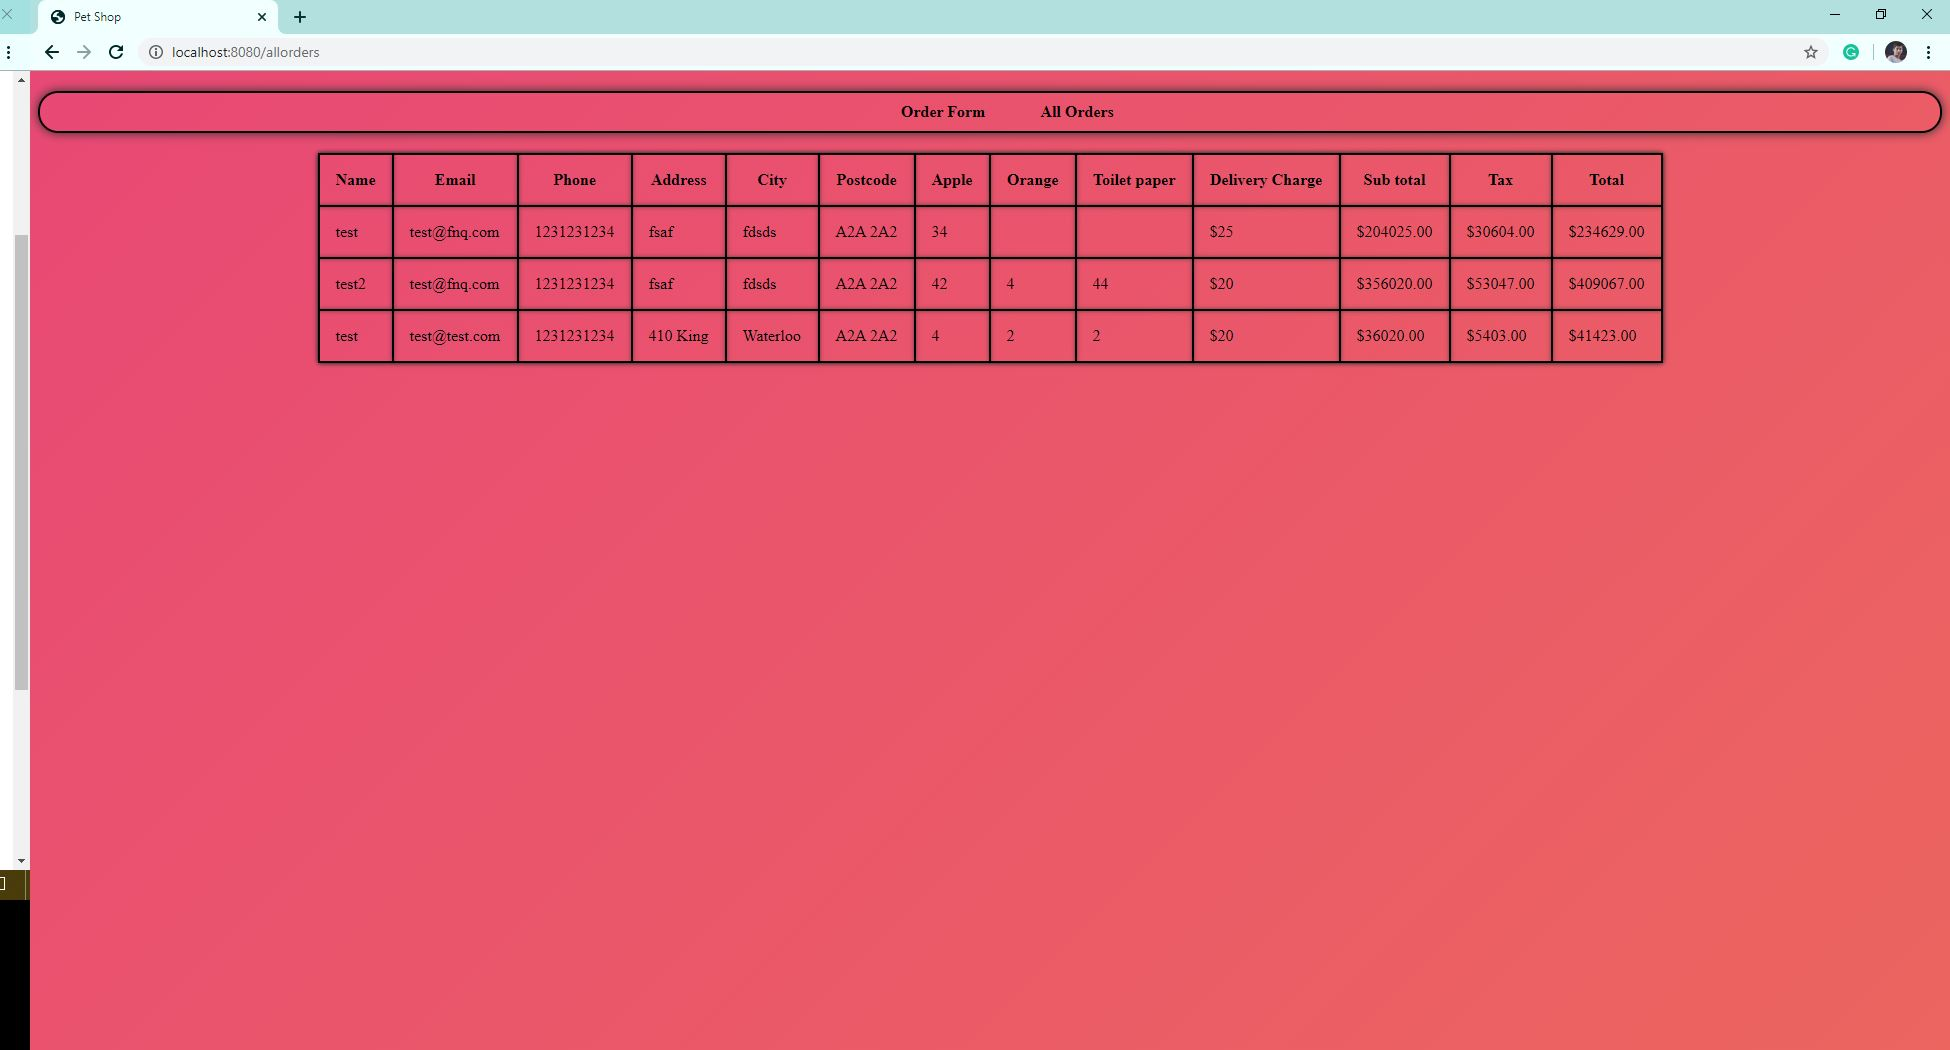 Pet Shop
localhost:8080/allorders
Order Form All Orders
Name Email Phone Address City Postcode Apple Orange Toilet paper Delivery Charge Sub total Tax Total
test test@fnq.com 1231231234 fsaf fdsds A2A 2A2 34 $25 $204025.00 $30604.00 $234629.00
test2 test@fnq.com 1231231234 fsaf fdsds A2A 2A2 42 4 44 $20 $356020.00 $53047.00 $409067.00
test test@test.com 1231231234 410 King Waterloo A2A 2A2 4 2 2 $20 $36020.00 $5403.00 $41423.00